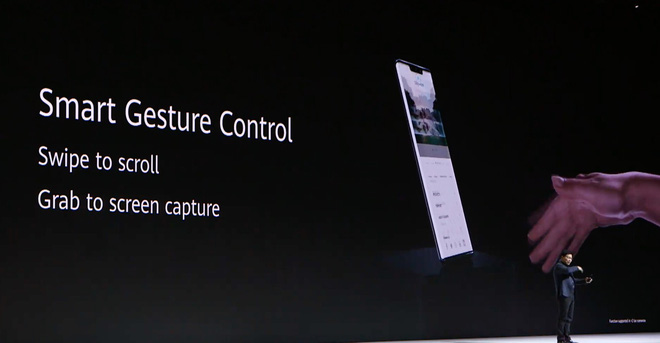 Smart Gesture Control
Swipe to scroll
Grab to screen capture